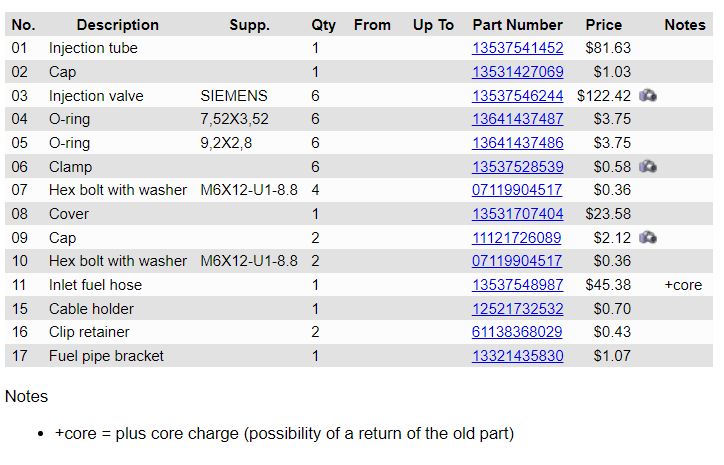 No. Description Supp. Qty From Up To Part Number Price Notes
01 Injection tube 1 13537541452 $81.63
02 Cap 1 13531427069 $1.03
03 Injection valve SIEMENS 6 13537546244 $122.42
04 O-ring 7,52X3,52 6 13641437487 $3.75
05 O-ring 9,2X2,8 6 13641437486 $3.75
06 Clamp 6 13537528539 $0.58
07 Hex bolt with washer M6X12-U1-8.8 4 07119904517 $0.36
08 Cover 1 13531707404 $23.58
09 Cap 2 11121726089 $2.12
10 Hex bolt with washer M6X12-U1-8.8 2 07119904517 $0.36
11 Inlet fuel hose 1 13537548987 $45.38 +core
15 Cable holder 1 12521732532 $0.70
16 Clip retainer 2 61138368029 $0.43
17 Fuel pipe bracket 1 13321435830 $1.07
Notes
• +core = plus core charge (possibility of a return of the old part)